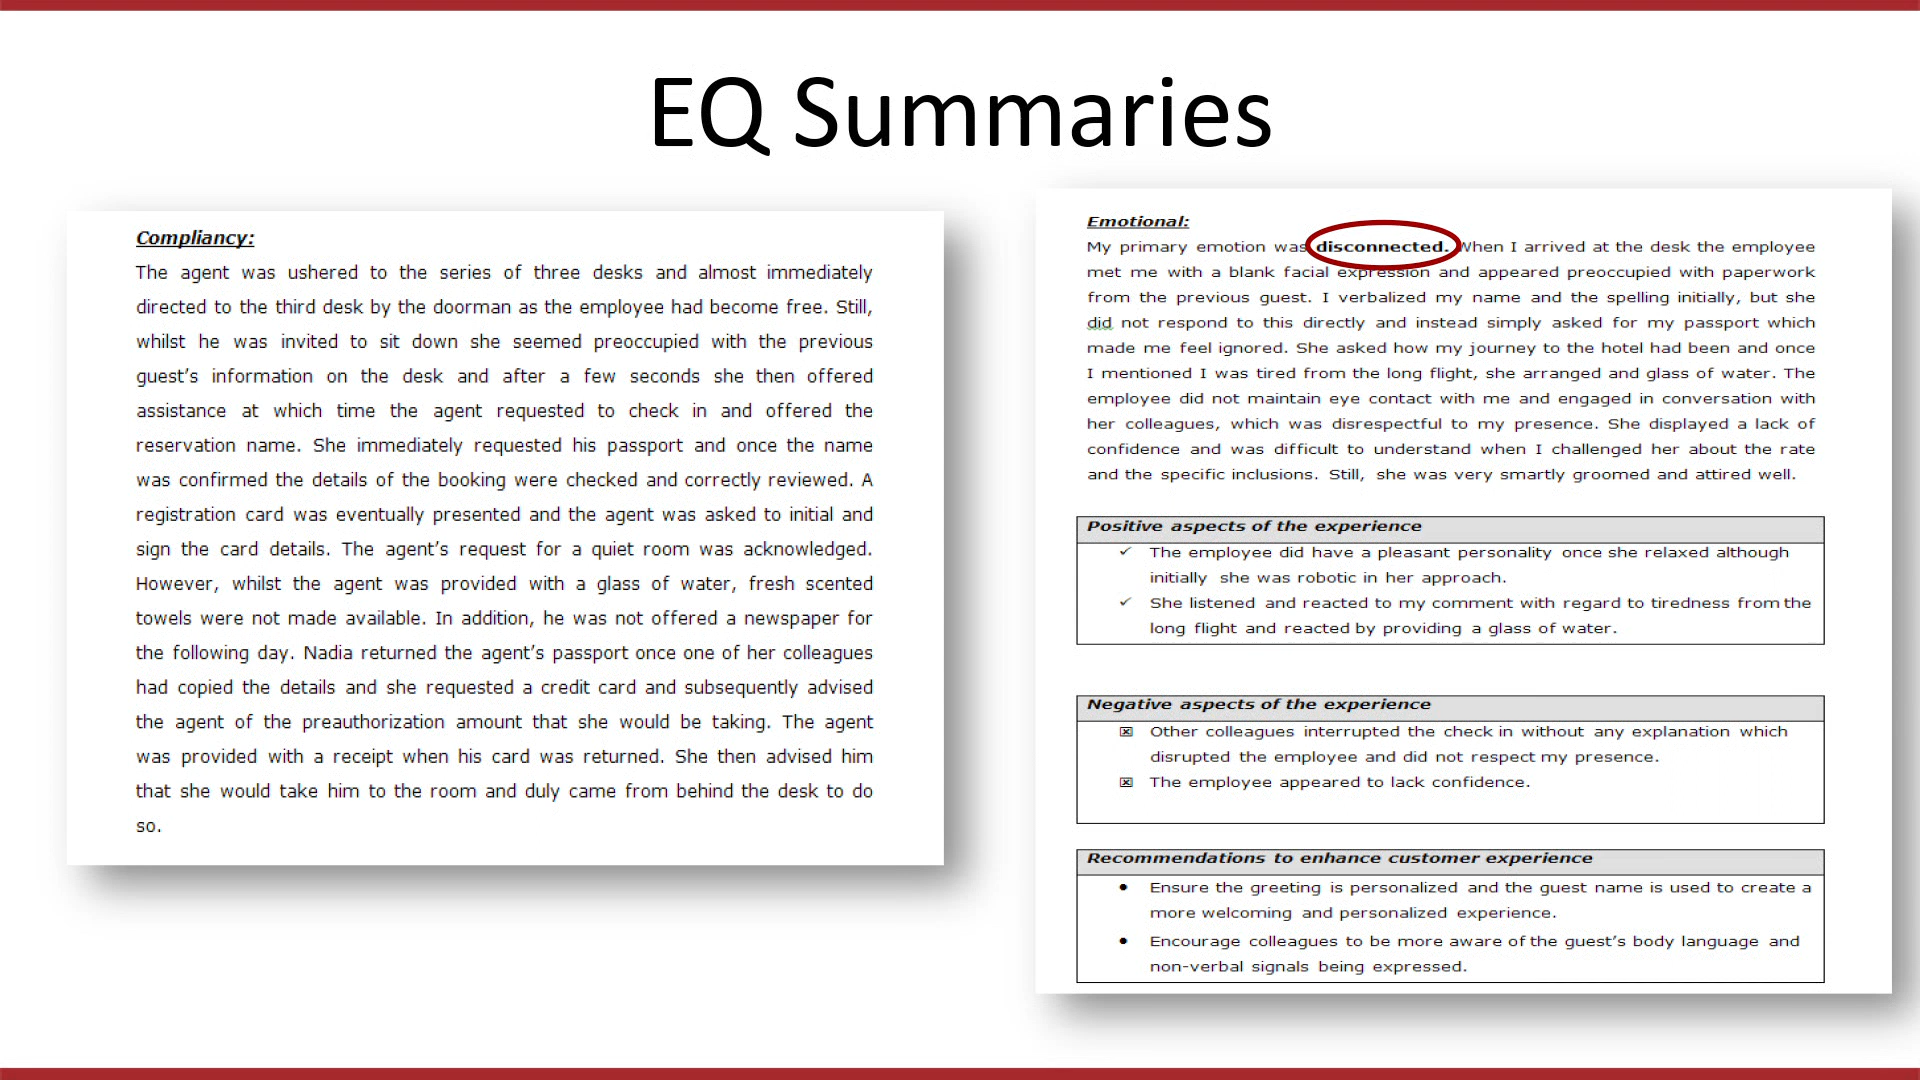 EQ Summaries
Compliancy:
The agent was ushered to the series of three desks and almost immediately
directed to the third desk by the doorman as the employee had become free. Still,
whilst he was invited to sit down she seemed preoccupied with the previous
guest’s information on the desk and after a few seconds she then offered
assistance at which time the agent requested to check in and offered the
reservation name. She immediately requested his passport and once the name
was confirmed the details of the booking were checked and correctly reviewed. A
registration card was eventually presented and the agent was asked to initial and
sign the card details. The agent’s request for a quiet room was acknowledged.
However, whilst the agent was provided with a glass of water, fresh scented
towels were not made available. In addition, he was not offered a newspaper for
the following day. Nadia returned the agent’s passport once one of her colleagues
had copied the details and she requested a credit card and subsequently advised
the agent of the preauthorization amount that she would be taking. The agent
was provided with a receipt when his card was returned. She then advised him
that she would take him to the room and duly came from behind the desk to do
so.
Emotional:
My primary emotion was disconnected. When I arrived at the desk the employee
met me with a blank facial expression and appeared preoccupied with paperwork
from the previous guest. I verbalized my name and the spelling initially, but she
did not respond to this directly and instead simply asked for my passport which
made me feel ignored. She asked how my journey to the hotel had been and once
I mentioned I was tired from the long flight, she arranged and glass of water. The
employee did not maintain eye contact with me and engaged in conversation with
her colleagues, which was disrespectful to my presence. She displayed a lack of
confidence and was difficult to understand when I challenged her about the rate
and the specific inclusions. Still, she was very smartly groomed and attired well.
Positive aspects of the experience
✓ The employee did have a pleasant personality once she relaxed although
initially she was robotic in her approach.
✓ She listened and reacted to my comment with regard to tiredness from the
long flight and reacted by providing a glass of water.
Negative aspects of the experience
☒ Other colleagues interrupted the check in without any explanation which
disrupted the employee and did not respect my presence.
☒ The employee appeared to lack confidence.
Recommendations to enhance customer experience
• Ensure the greeting is personalized and the guest name is used to create a
more welcoming and personalized experience.
• Encourage colleagues to be more aware of the guest’s body language and
non-verbal signals being expressed.